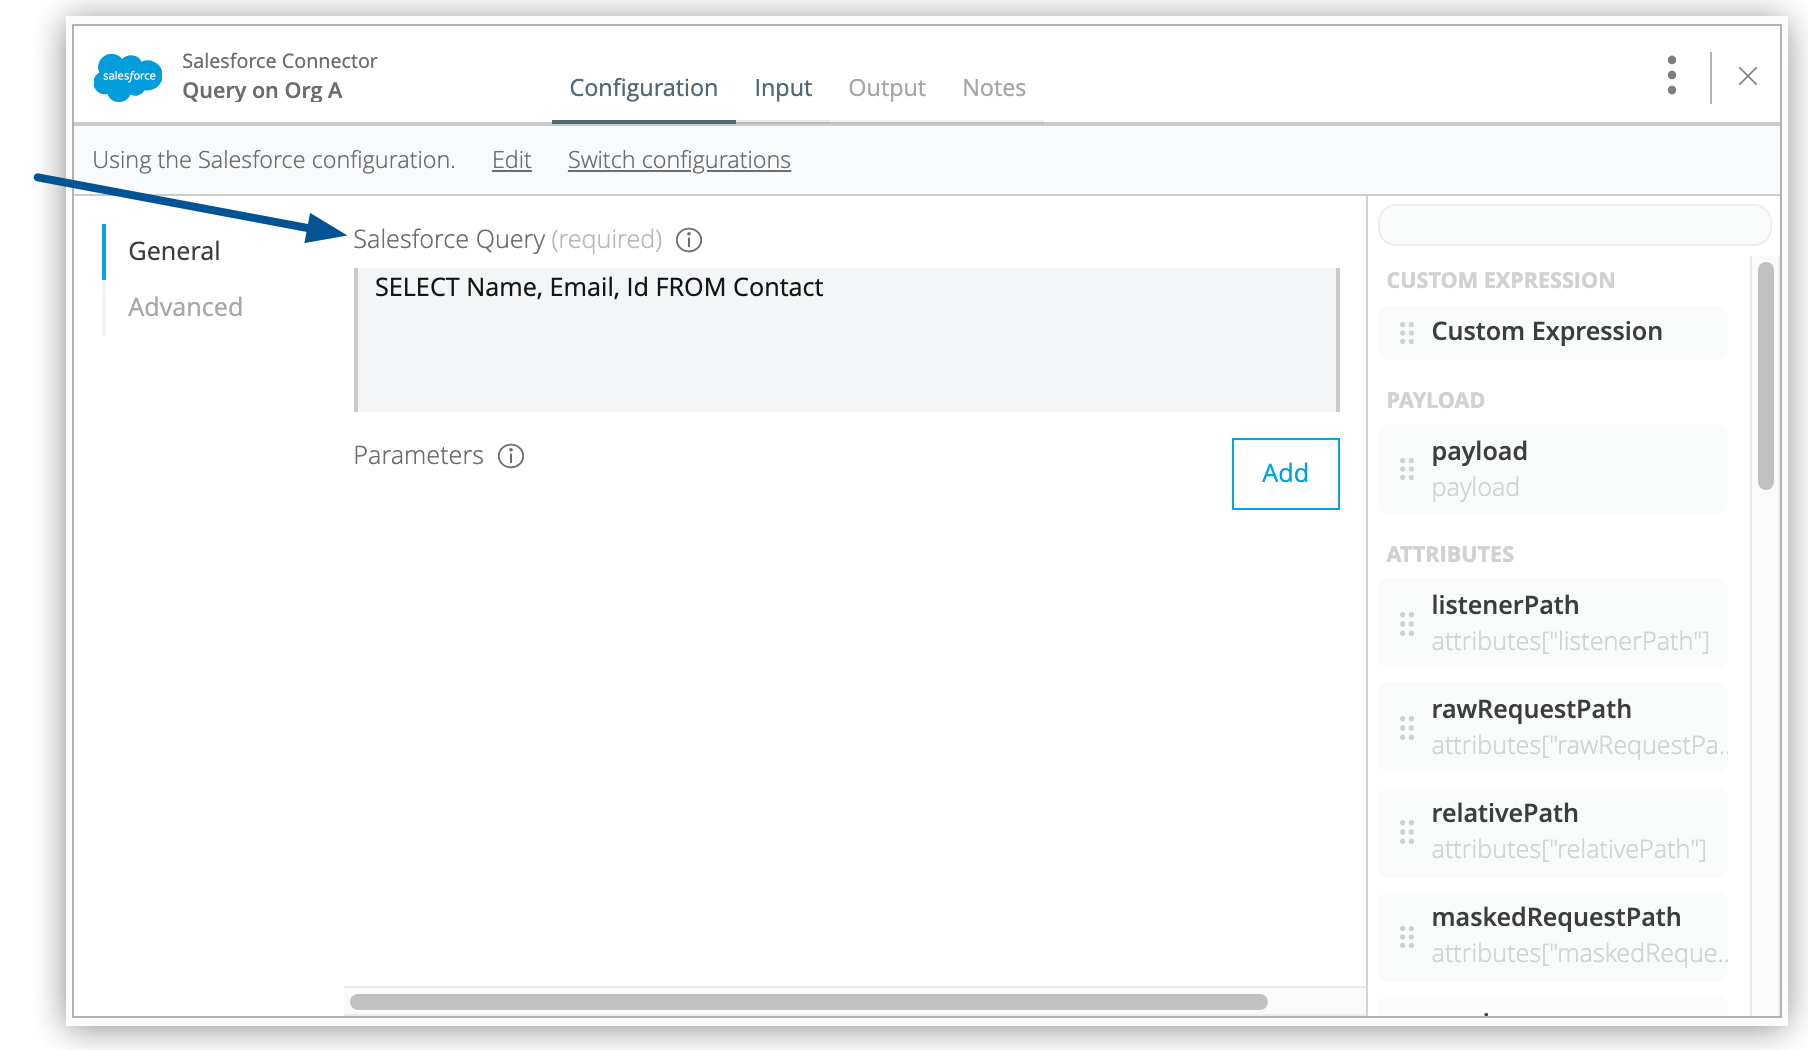 salesforce
Salesforce Connector
Query on Org A
Configuration
Input
Output
Notes
Using the Salesforce configuration.
Edit
Switch configurations
General
Advanced
Salesforce Query (required)
SELECT Name, Email, Id FROM Contact
Parameters
Add
CUSTOM EXPRESSION
Custom Expression
PAYLOAD
payload
payload
ATTRIBUTES
listenerPath
attributes["listenerPath"]
rawRequestPath
attributes["rawRequestPa..
relativePath
attributes["relativePath"]
maskedRequestPath
attributes["maskedReque..